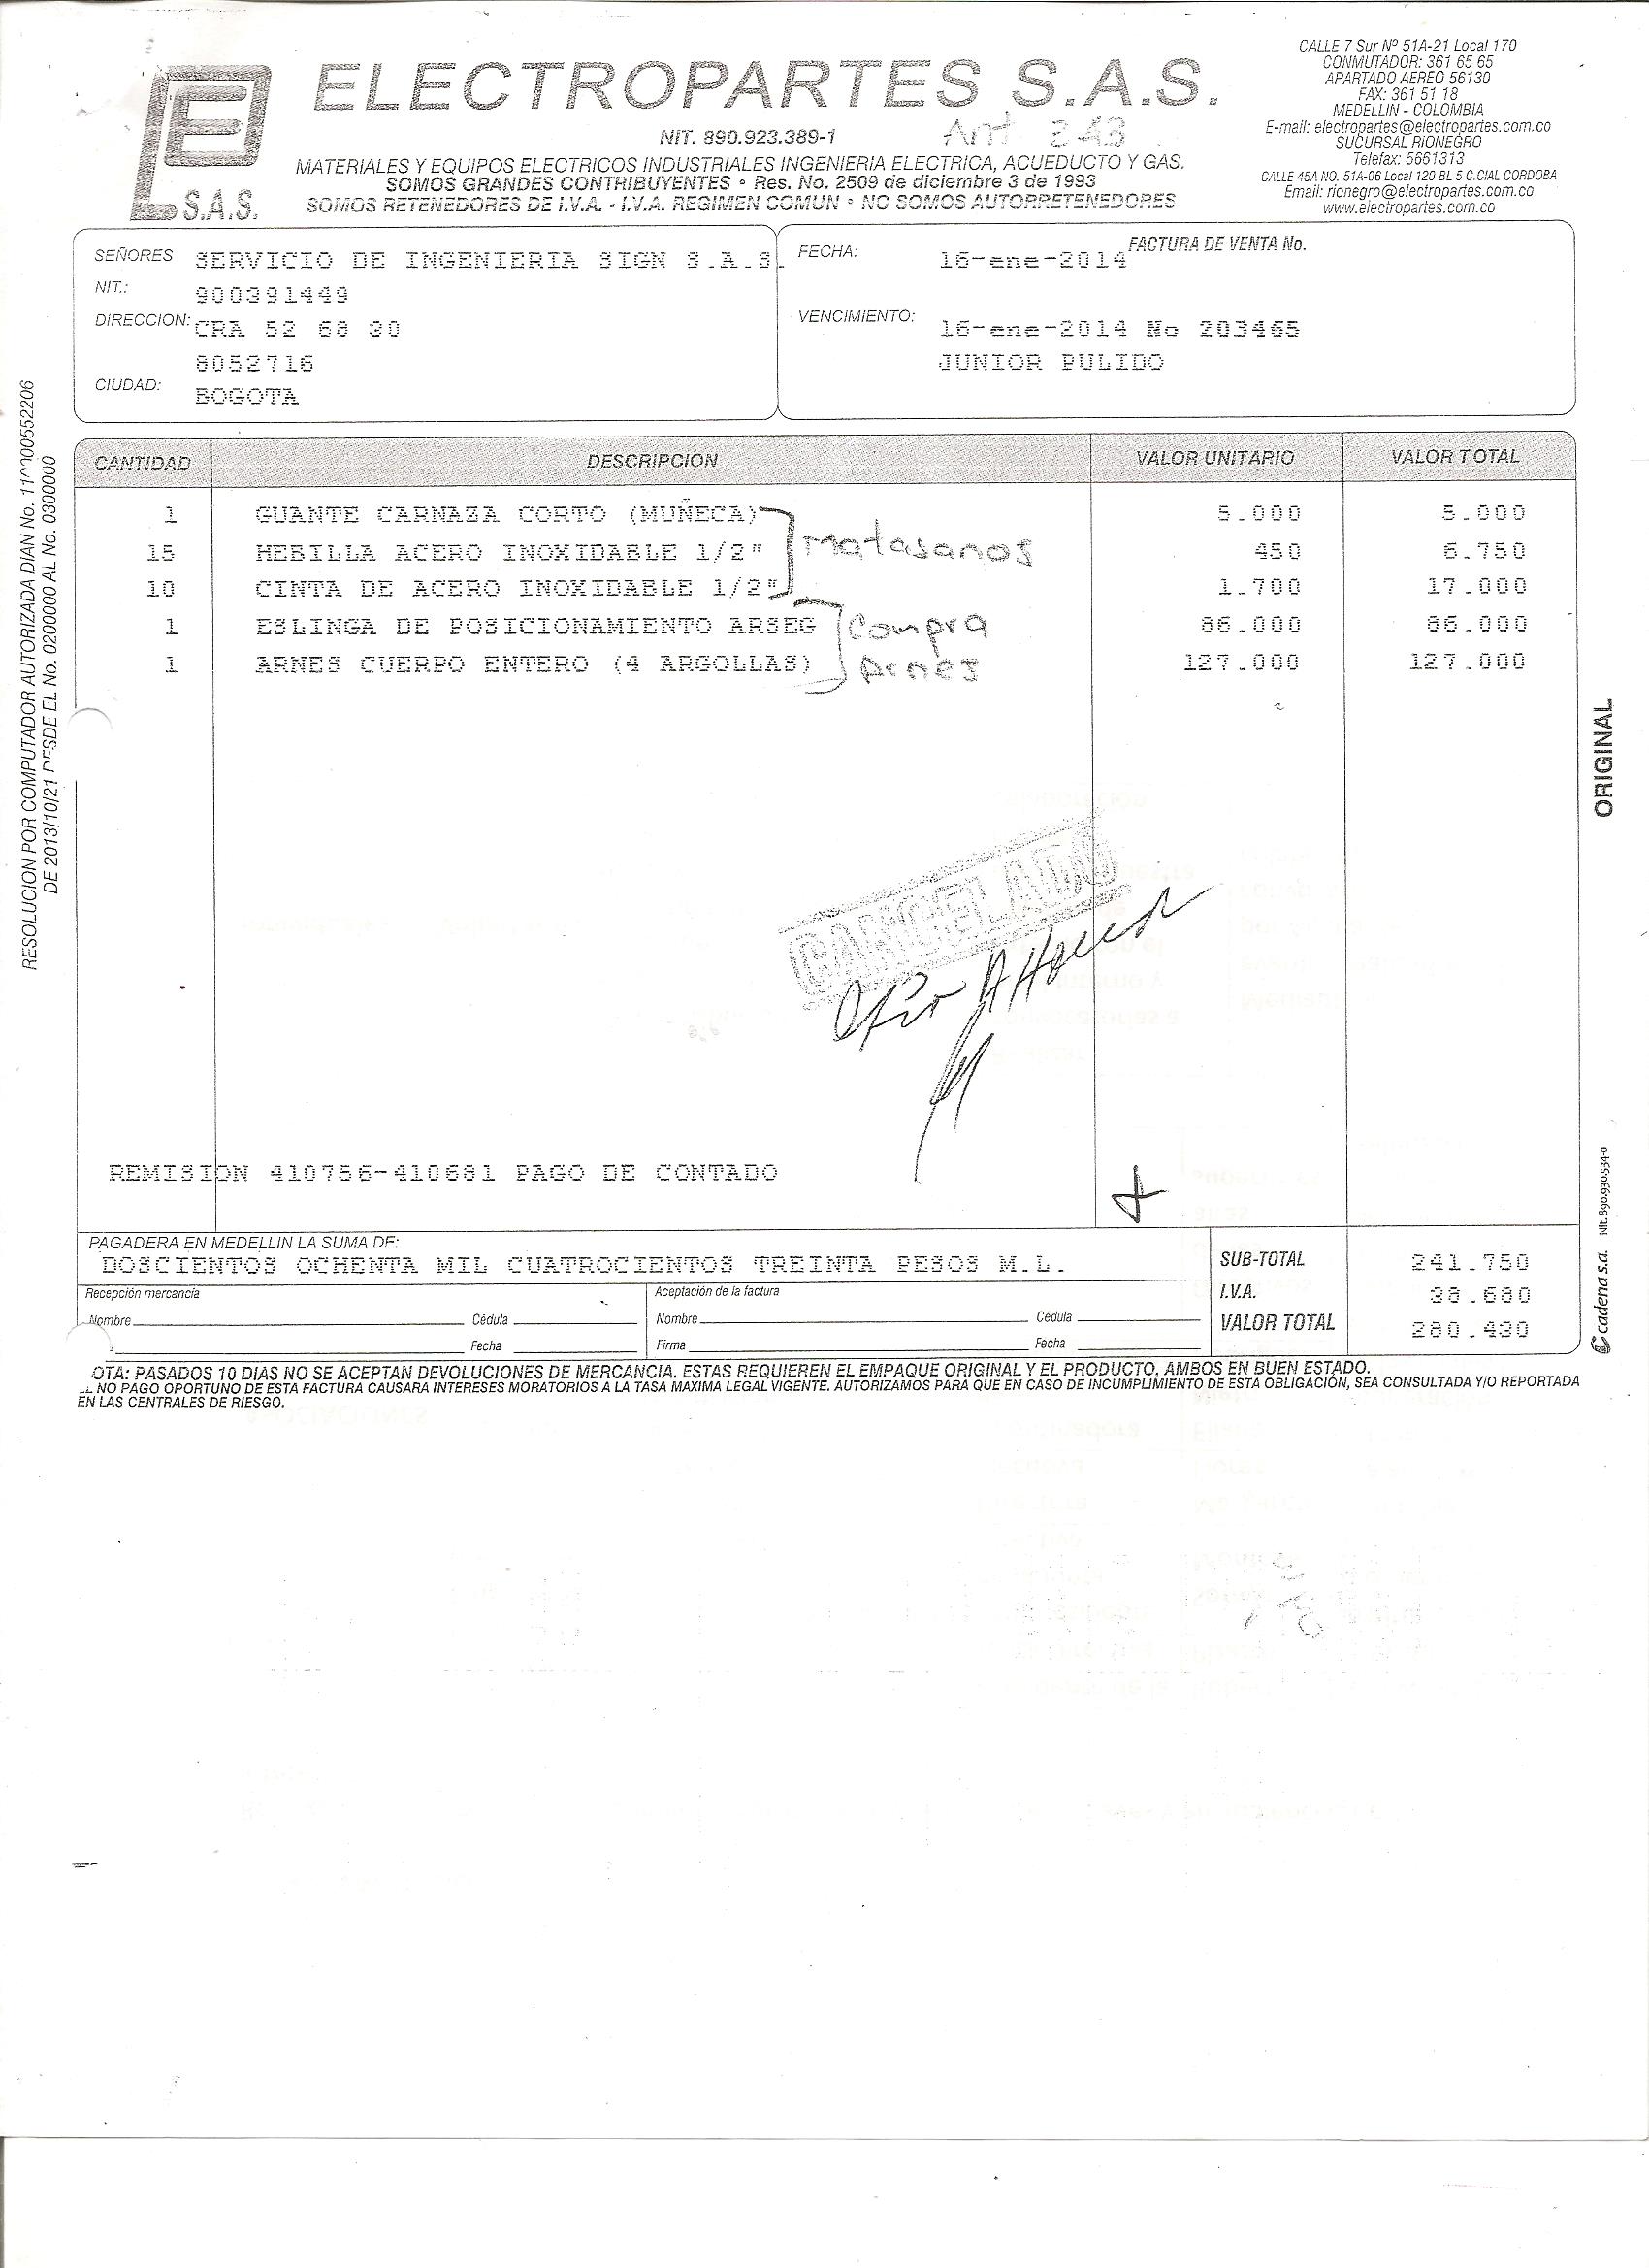 ELECTROPARTES S.A.S.
S.A.S.
NIT. 890.923.389-1
Ant 243
MATERIALES Y EQUIPOS ELECTRICOS INDUSTRIALES INGENIERIA ELECTRICA, ACUEDUCTO Y GAS.
SOMOS GRANDES CONTRIBUYENTES • Res. No. 2509 de diciembre 3 de 1993
SOMOS RETENEDORES DE I.V.A. - I.V.A. REGIMEN COMUN • NO SOMOS AUTORRETENEDORES
CALLE 7 Sur Nº 51A-21 Local 170
CONMUTADOR: 361 65 65
APARTADO AEREO 56130
FAX: 361 51 18
MEDELLIN - COLOMBIA
E-mail: electropartes@electropartes.com.co
SUCURSAL RIONEGRO
Telefax: 5661313
CALLE 45A NO. 51A-06 Local 120 BL 5 C.CIAL CORDOBA
Email: rionegro@electropartes.com.co
www.electropartes.com.co
SEÑORES SERVICIO DE INGENIERIA SIGN S.A.S.
NIT.: 900391449
DIRECCION: CRA 52 68 30
8052716
CIUDAD: BOGOTA
FECHA: 16-ene-2014 FACTURA DE VENTA No.
VENCIMIENTO: 16-ene-2014 No 203465
JUNIOR PULIDO
CANTIDAD DESCRIPCION VALOR UNITARIO VALOR TOTAL
1 GUANTE CARNAZA CORTO (MUÑECA) 5.000 5.000
15 HEBILLA ACERO INOXIDABLE 1/2" Matasanos 450 6.750
10 CINTA DE ACERO INOXIDABLE 1/2" 1.700 17.000
1 ESLINGA DE POSICIONAMIENTO ARSEG Compra 86.000 86.000
1 ARNES CUERPO ENTERO (4 ARGOLLAS) Arnes 127.000 127.000
CANCELADO
REMISION 410756-410681 PAGO DE CONTADO
PAGADERA EN MEDELLIN LA SUMA DE:
DOSCIENTOS OCHENTA MIL CUATROCIENTOS TREINTA PESOS M.L.
SUB-TOTAL 241.750
I.V.A. 38.680
VALOR TOTAL 280.430
Recepción mercancía
Nombre Cédula
Fecha
Aceptación de la factura
Nombre Cédula
Firma Fecha
OTA: PASADOS 10 DIAS NO SE ACEPTAN DEVOLUCIONES DE MERCANCIA. ESTAS REQUIEREN EL EMPAQUE ORIGINAL Y EL PRODUCTO, AMBOS EN BUEN ESTADO.
NO PAGO OPORTUNO DE ESTA FACTURA CAUSARA INTERESES MORATORIOS A LA TASA MAXIMA LEGAL VIGENTE. AUTORIZAMOS PARA QUE EN CASO DE INCUMPLIMIENTO DE ESTA OBLIGACIÓN, SEA CONSULTADA Y/O REPORTADA
EN LAS CENTRALES DE RIESGO.
RESOLUCION POR COMPUTADOR AUTORIZADA DIAN No.
DE 2013/10/21 DESDE EL No. 0200000 AL No. 0300000
ORIGINAL
Cadena s.a. Nit. 890.930.534-0